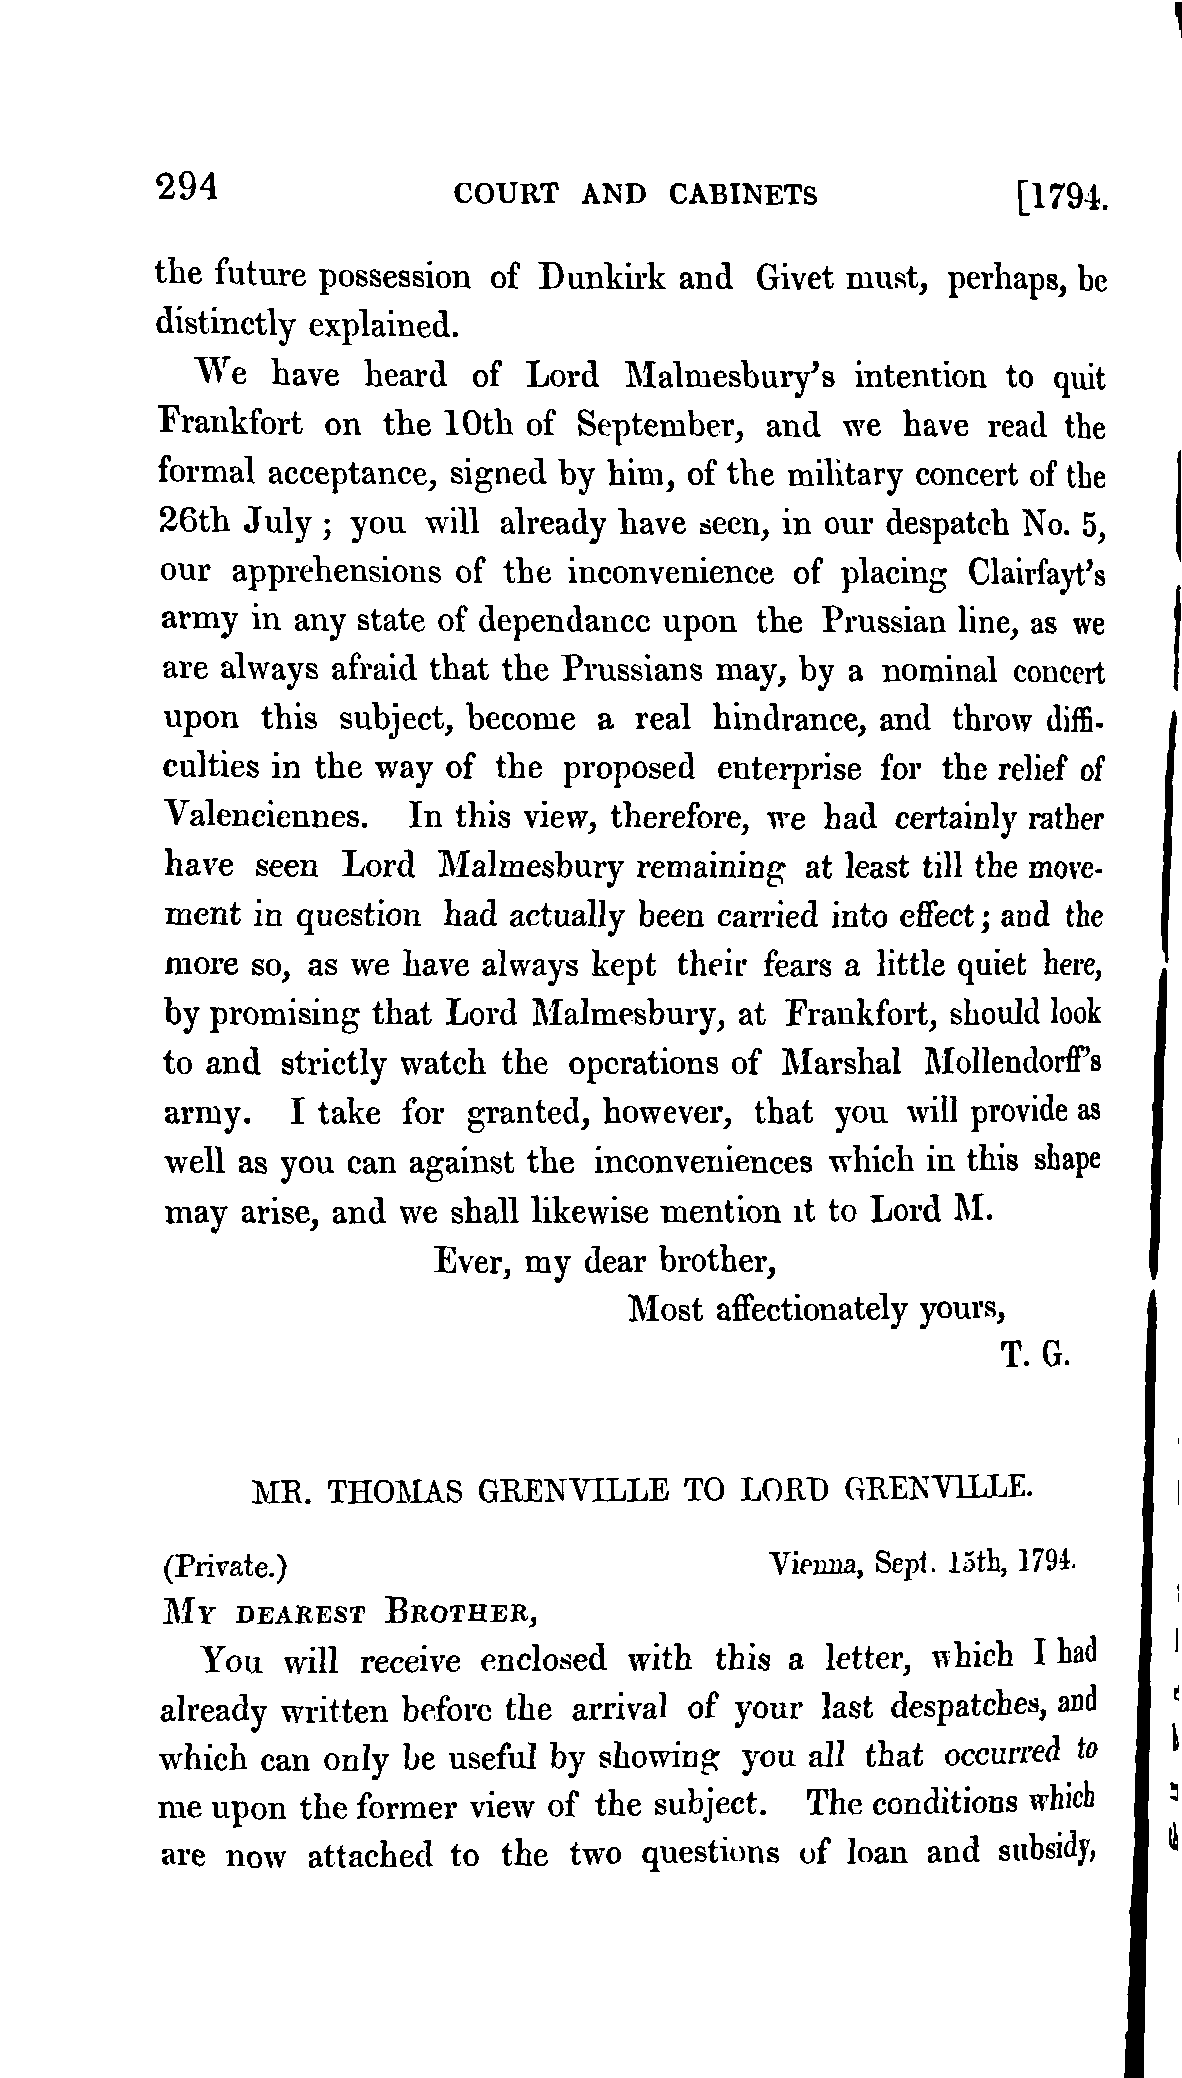 294 COURT AND CABINETS [1794.
the future possession of Dunkirk and Givet must, perhaps, be
distinctly explained.
We have heard of Lord Malmesbury's intention to quit
Frankfort on the 10th of September, and we have read the
formal acceptance, signed by him, of the military concert of the
26th July ; you will already have seen, in our despatch No. 5,
our apprehensions of the inconvenience of placing Clairfayt's
army in any state of dependance upon the Prussian line, as we
are always afraid that the Prussians may, by a nominal concert
upon this subject, become a real hindrance, and throw diffi-
culties in the way of the proposed enterprise for the relief of
Valenciennes. In this view, therefore, we had certainly rather
have seen Lord Malmesbury remaining at least till the move-
ment in question had actually been carried into effect; and the
more so, as we have always kept their fears a little quiet here,
by promising that Lord Malmesbury, at Frankfort, should look
to and strictly watch the operations of Marshal Mollendorff's
army. I take for granted, however, that you will provide as
well as you can against the inconveniences which in this shape
may arise, and we shall likewise mention it to Lord M.
Ever, my dear brother,
Most affectionately yours,
T. G.
MR. THOMAS GRENVILLE TO LORD GRENVILLE.
(Private.) Vienna, Sept. 15th, 1794.
MY DEAREST BROTHER,
You will receive enclosed with this a letter, which I had
already written before the arrival of your last despatches, and
which can only be useful by showing you all that occurred to
me upon the former view of the subject. The conditions which
are now attached to the two questions of loan and subsidy,